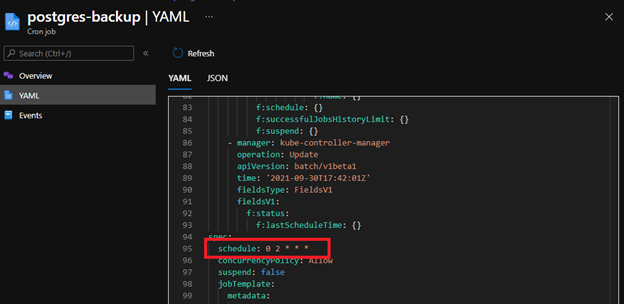 postgres-backup | YAML ...
Cron job
Search (Ctrl+/)
«
Refresh
Overview
YAML
Events
YAML JSON
82 f:name: {}
83 f:schedule: {}
84 f:successfulJobsHistoryLimit: {}
85 f:suspend: {}
86 - manager: kube-controller-manager
87 operation: Update
88 apiVersion: batch/v1beta1
89 time: '2021-09-30T17:42:01Z'
90 fieldsType: FieldsV1
91 fieldsV1:
92 f:status:
93 f:lastScheduleTime: {}
94 spec:
95 schedule: 0 2 * * *
96 concurrencyPolicy: Allow
97 suspend: false
98 jobTemplate:
99 metadata: